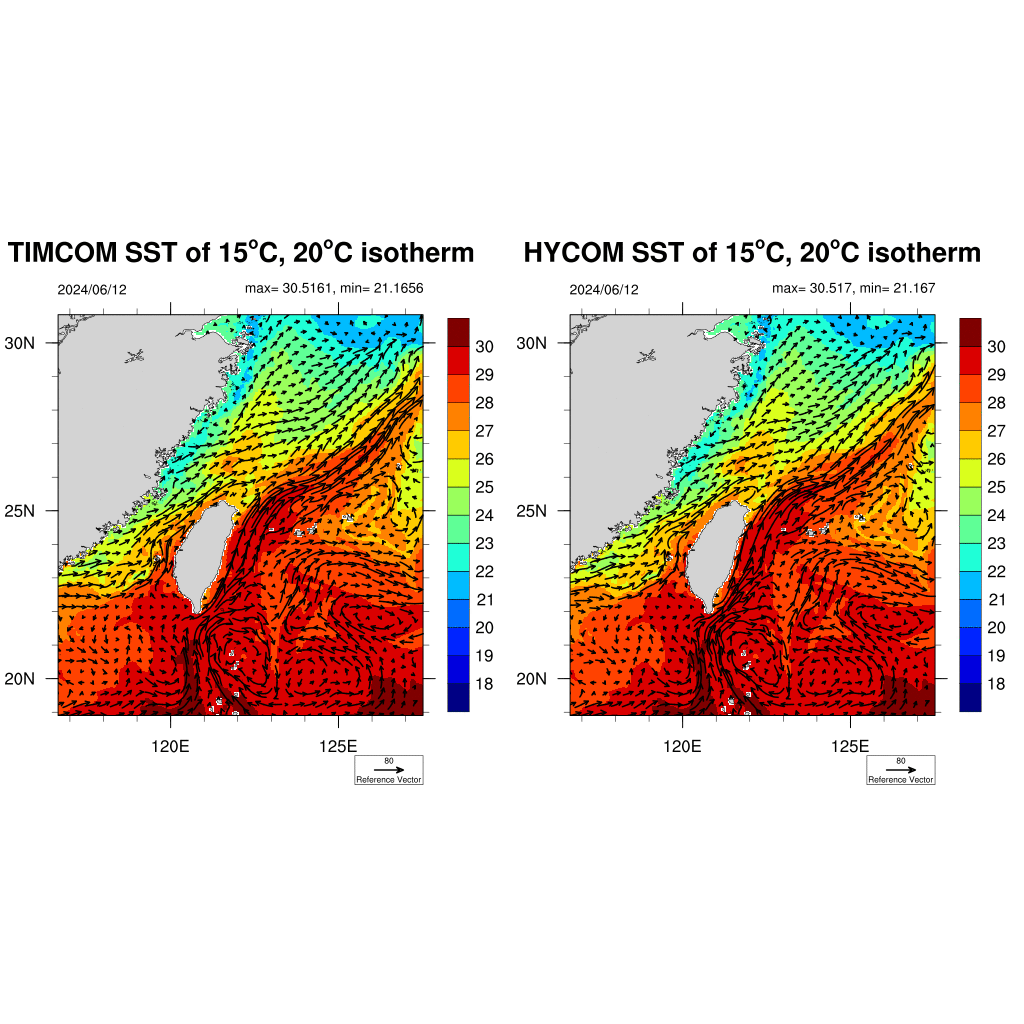 TIMCOM SST of 15°C, 20°C isotherm
2024/06/12
max= 30.5161, min= 21.1656
30N
25N
20N
120E
125E
30
29
28
27
26
25
24
23
22
21
20
19
18
80
Reference Vector
HYCOM SST of 15°C, 20°C isotherm
2024/06/12
max= 30.517, min= 21.167
30N
25N
20N
120E
125E
30
29
28
27
26
25
24
23
22
21
20
19
18
80
Reference Vector